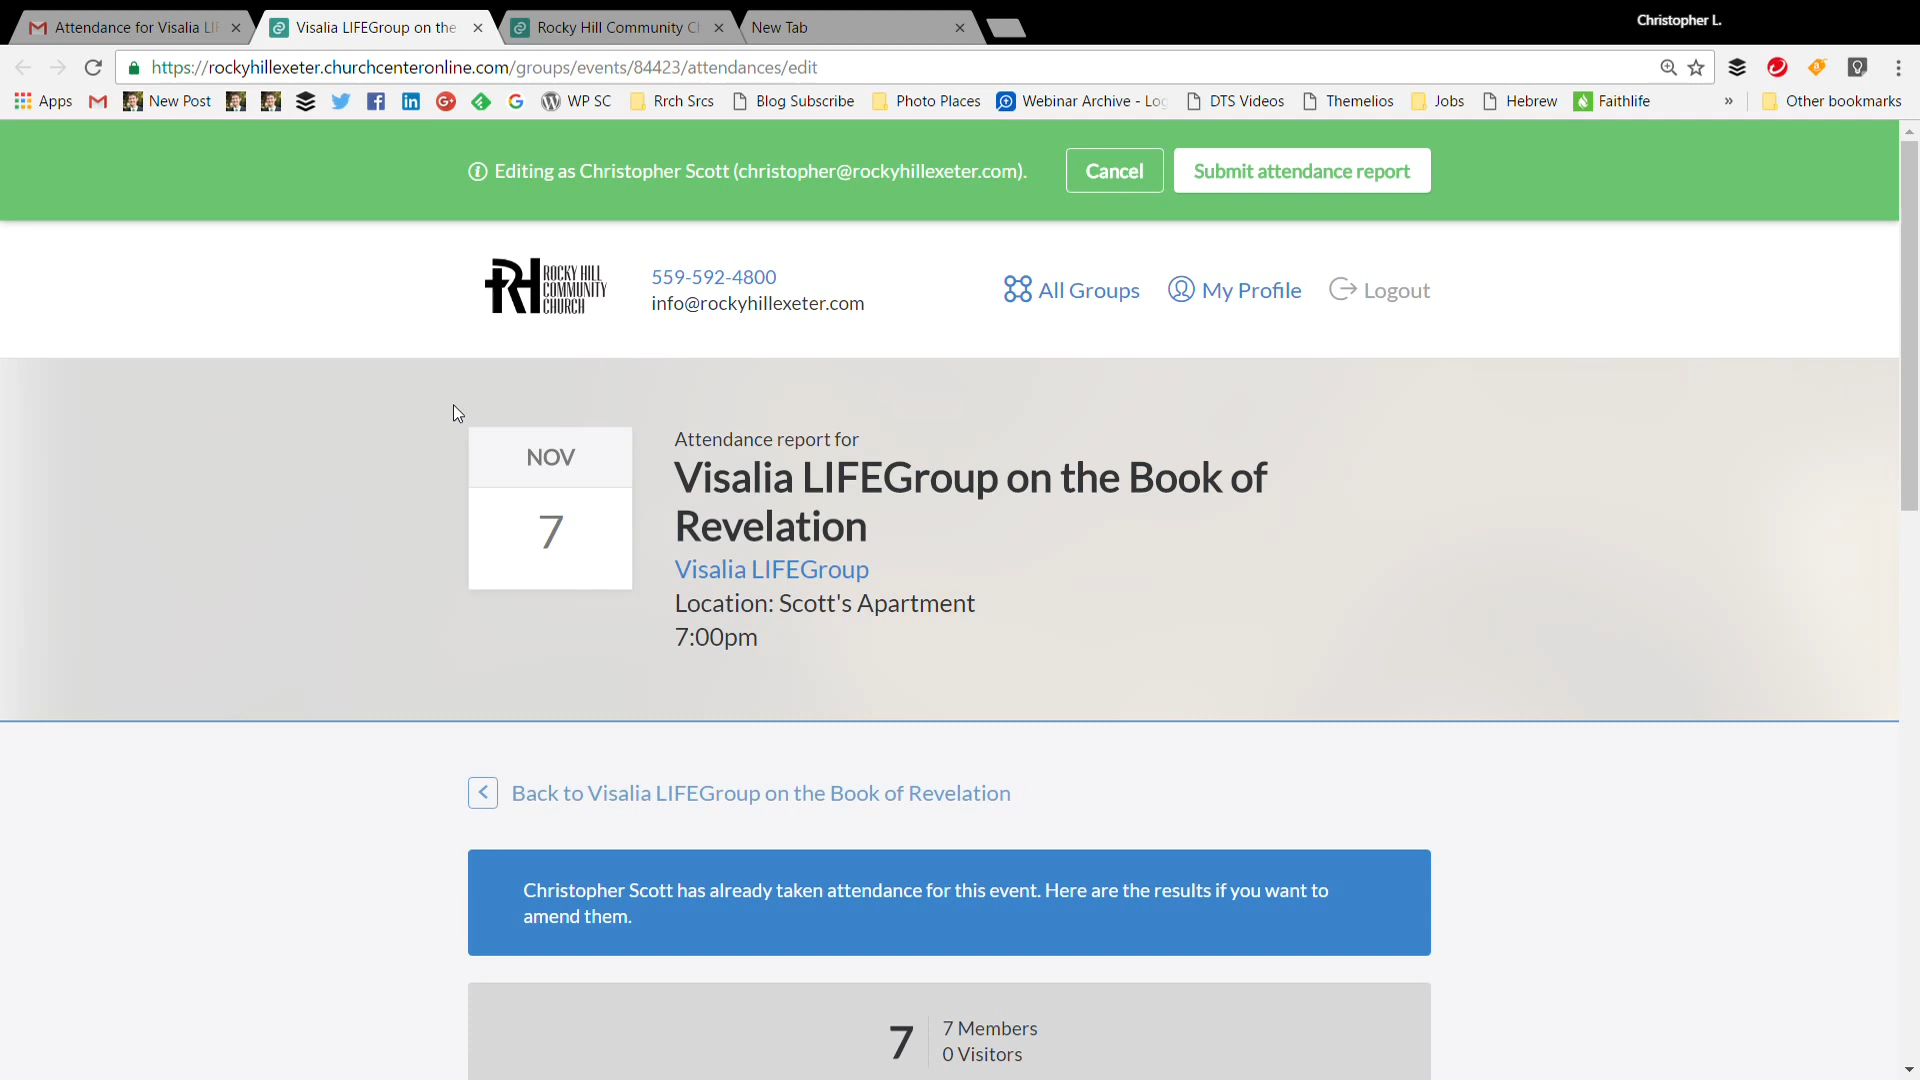 Christopher L.
Attendance for Visalia LI
Visalia LIFEGroup on the
Rocky Hill Community C
New Tab
https://rockyhillexeter.churchcenteronline.com/groups/events/84423/attendances/edit
Apps
New Post
WP SC
Rrch Srcs
Blog Subscribe
Photo Places
Webinar Archive - Log
DTS Videos
Themelios
Jobs
Hebrew
Faithlife
»
Other bookmarks
Editing as Christopher Scott (christopher@rockyhillexeter.com).
Cancel
Submit attendance report
RH
ROCKY HILL
COMMUNITY
CHURCH
559-592-4800
info@rockyhillexeter.com
All Groups
My Profile
Logout
NOV
7
Attendance report for
Visalia LIFEGroup on the Book of
Revelation
Visalia LIFEGroup
Location: Scott's Apartment
7:00pm
Back to Visalia LIFEGroup on the Book of Revelation
Christopher Scott has already taken attendance for this event. Here are the results if you want to
amend them.
7
7 Members
0 Visitors